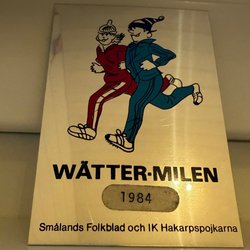 WÄTTER-MILEN
1984
Smålands Folkblad och IK Hakarpspojkarna